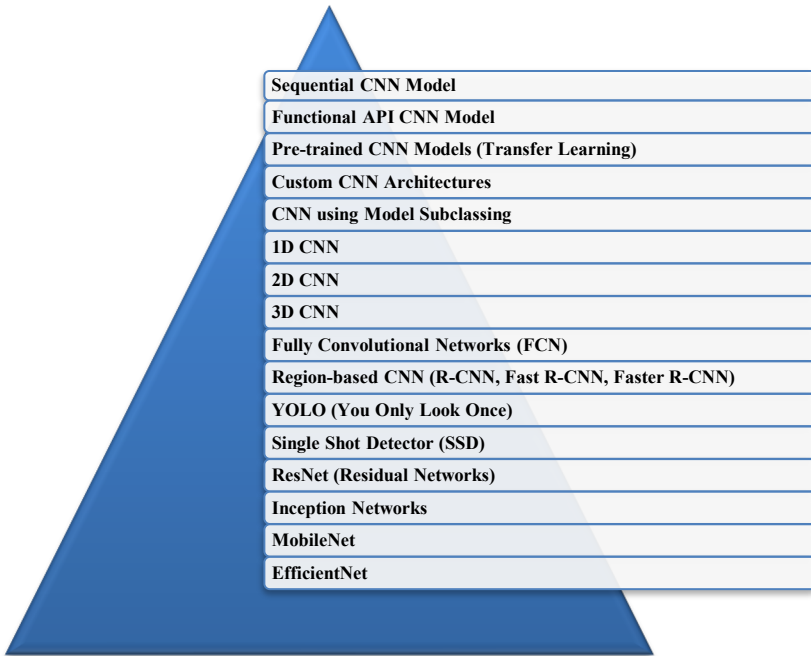 Sequential CNN Model
Functional API CNN Model
Pre-trained CNN Models (Transfer Learning)
Custom CNN Architectures
CNN using Model Subclassing
1D CNN
2D CNN
3D CNN
Fully Convolutional Networks (FCN)
Region-based CNN (R-CNN, Fast R-CNN, Faster R-CNN)
YOLO (You Only Look Once)
Single Shot Detector (SSD)
ResNet (Residual Networks)
Inception Networks
MobileNet
EfficientNet